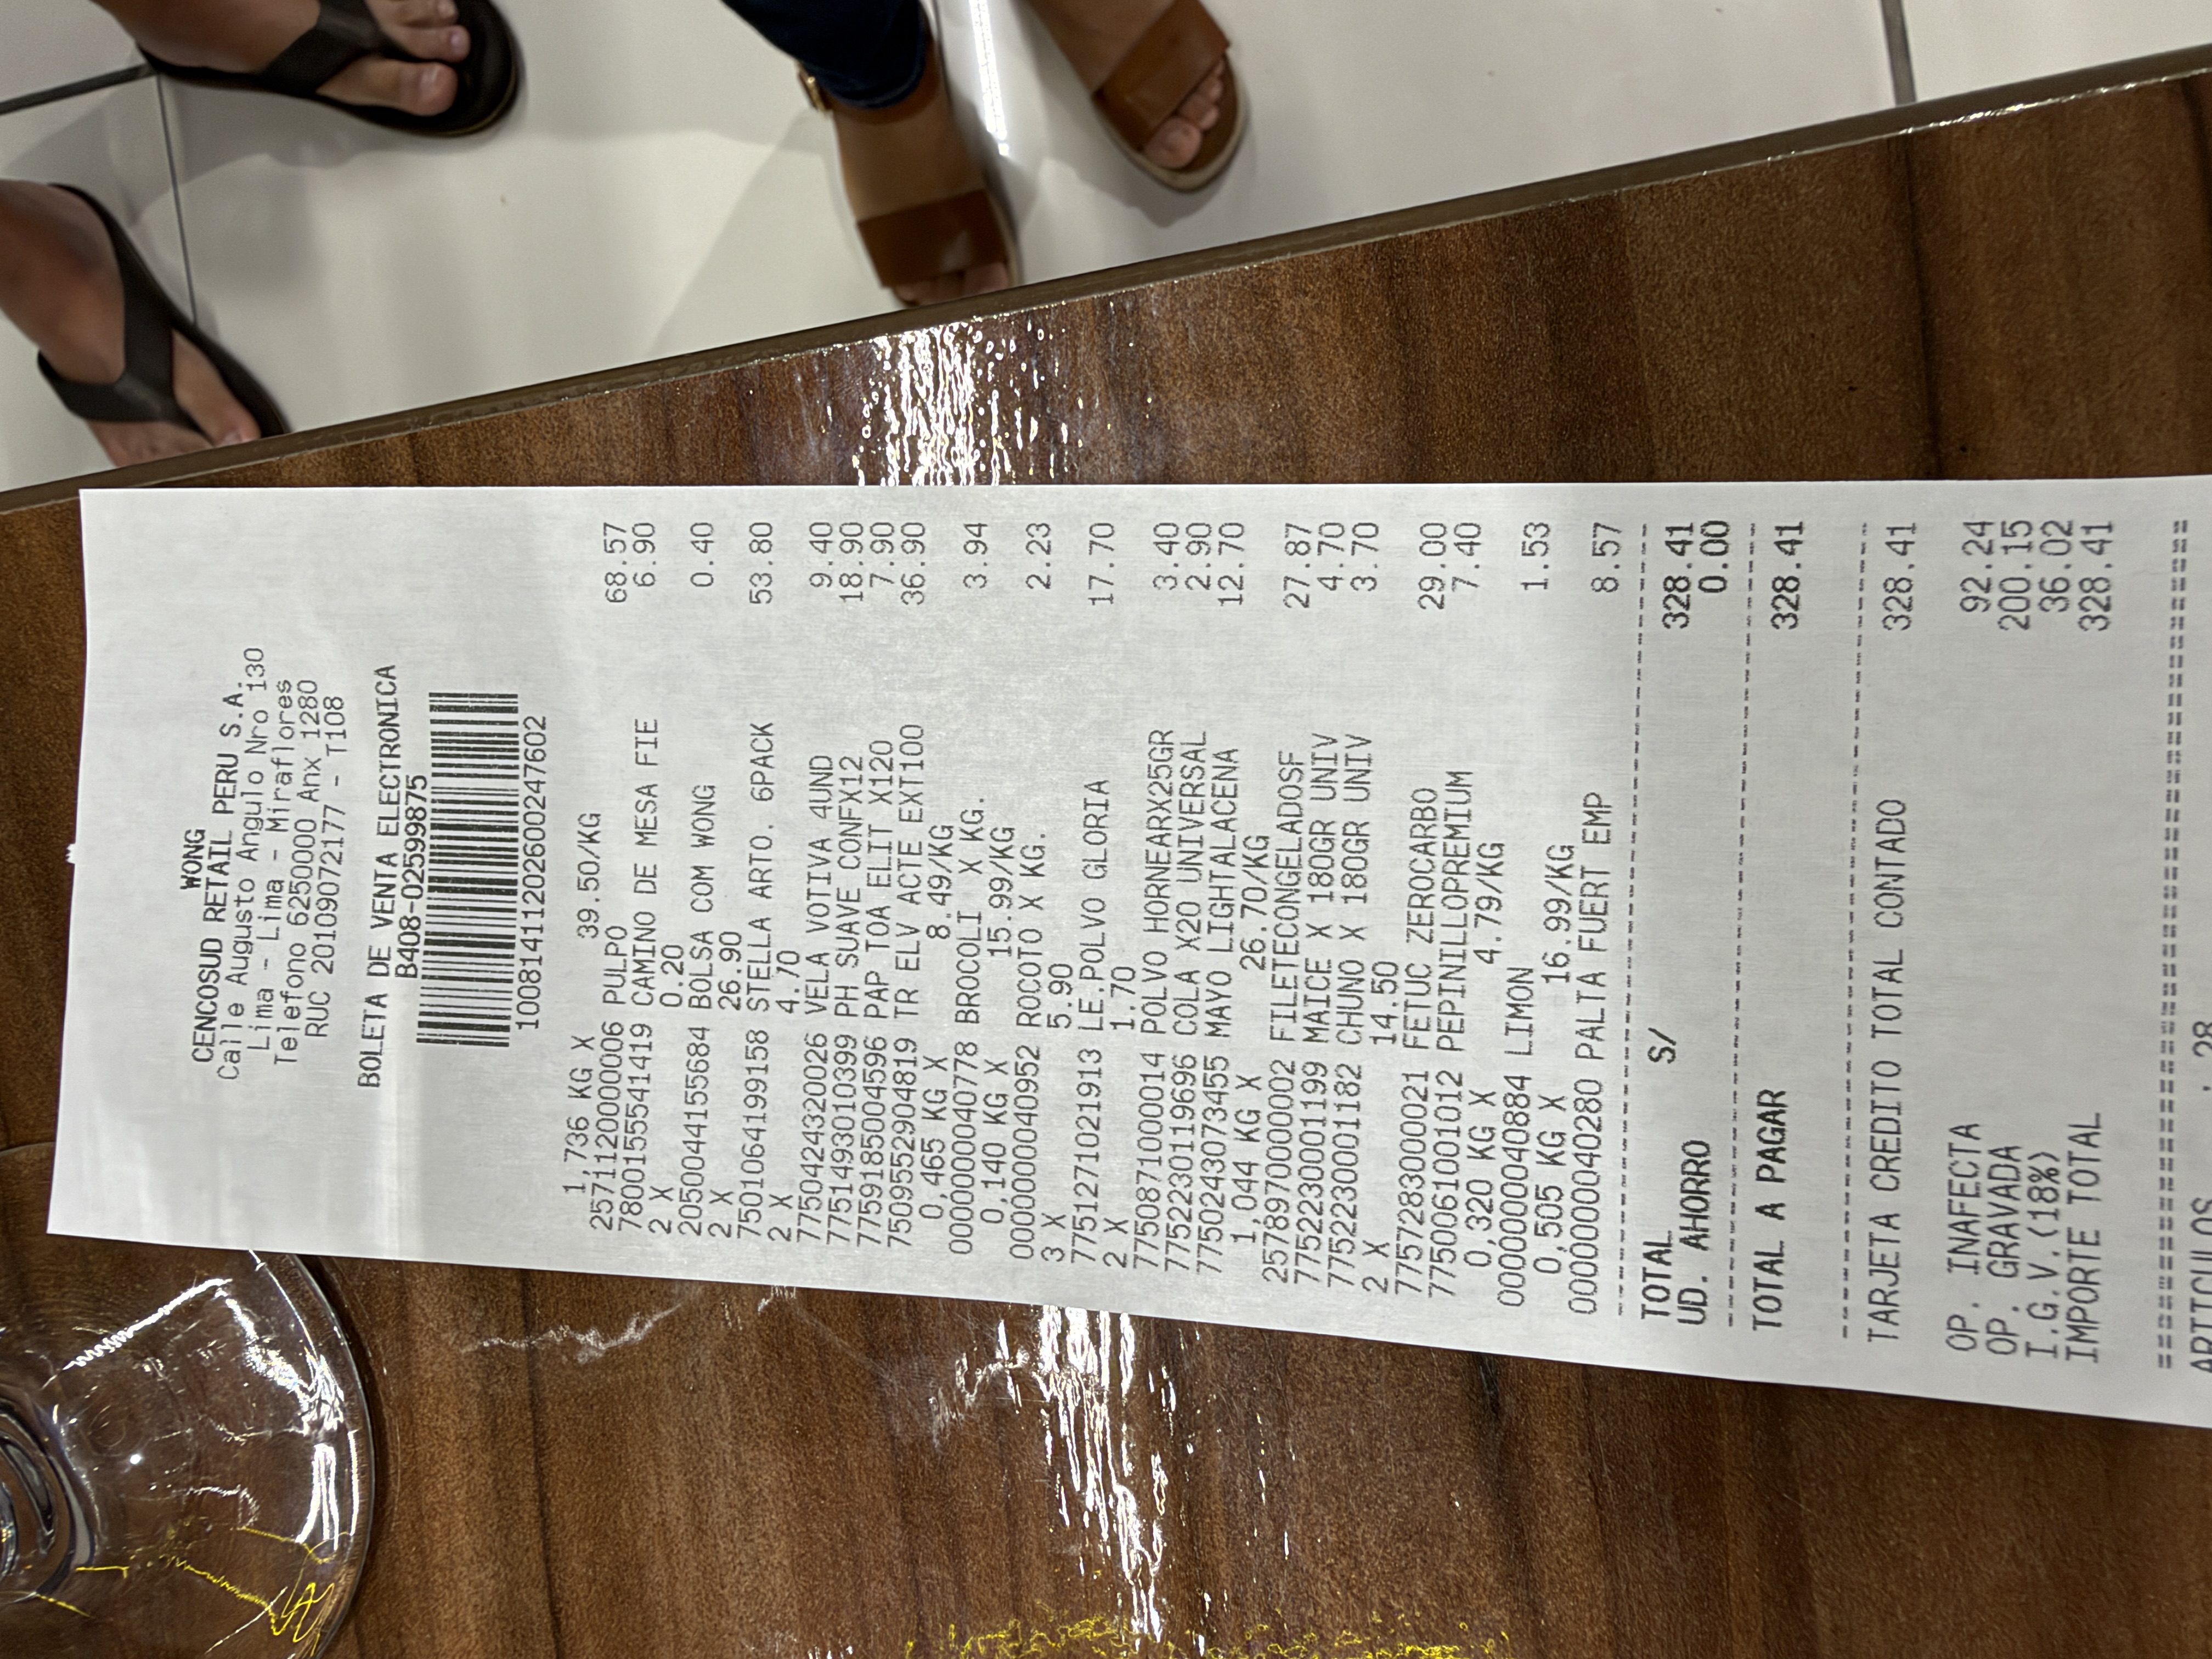 WONG
CENCOSUD RETAIL PERU S.A.
Calle Augusto Angulo Nro 130
Lima - Lima - Miraflores
Telefono 6250000 Anx 1280
RUC 20109072177 - T108
BOLETA DE VENTA ELECTRONICA
B408-02599875
10081411202600247602
1,736 KG X 39.50/KG
2571120000006 PULPO 68.57
7800155541419 CAMINO DE MESA FIE 6.90
2 X 0.20
2050044155684 BOLSA COM WONG 0.40
2 X 26.90
7501064199158 STELLA ARTO. 6PACK 53.80
2 X 4.70
7750424320026 VELA VOTIVA 4UND 9.40
7751493010399 PH SUAVE CONFX12 18.90
7759185004596 PAP TOA ELIT X120 7.90
7509552904819 TR ELV ACTE EXT100 36.90
0,465 KG X 8.49/KG
0000000040778 BROCOLI X KG. 3.94
0,140 KG X 15.99/KG
0000000040952 ROCOTO X KG. 2.23
3 X 5.90
7751271021913 LE.POLVO GLORIA 17.70
2 X 1.70
7750871000014 POLVO HORNEARX25GR 3.40
7752230119696 COLA X20 UNIVERSAL 2.90
7750243073455 MAYO LIGHTALACENA 12.70
1,044 KG X 26.70/KG
2578970000002 FILETECONGELADOSF 27.87
7752230001199 MAICE X 180GR UNIV 4.70
7752230001182 CHUNO X 180GR UNIV 3.70
2 X 14.50
7757283000021 FETUC ZEROCARBO 29.00
7750061001012 PEPINILLOPREMIUM 7.40
0,320 KG X 4.79/KG
0000000040884 LIMON 1.53
0,505 KG X 16.99/KG
0000000040280 PALTA FUERT EMP 8.57
TOTAL S/ 328.41
UD. AHORRO 0.00
TOTAL A PAGAR 328.41
TARJETA CREDITO TOTAL CONTADO 328.41
OP. INAFECTA 92.24
OP. GRAVADA 200.15
I.G.V.(18%) 36.02
IMPORTE TOTAL 328.41
ARTICULOS : 28